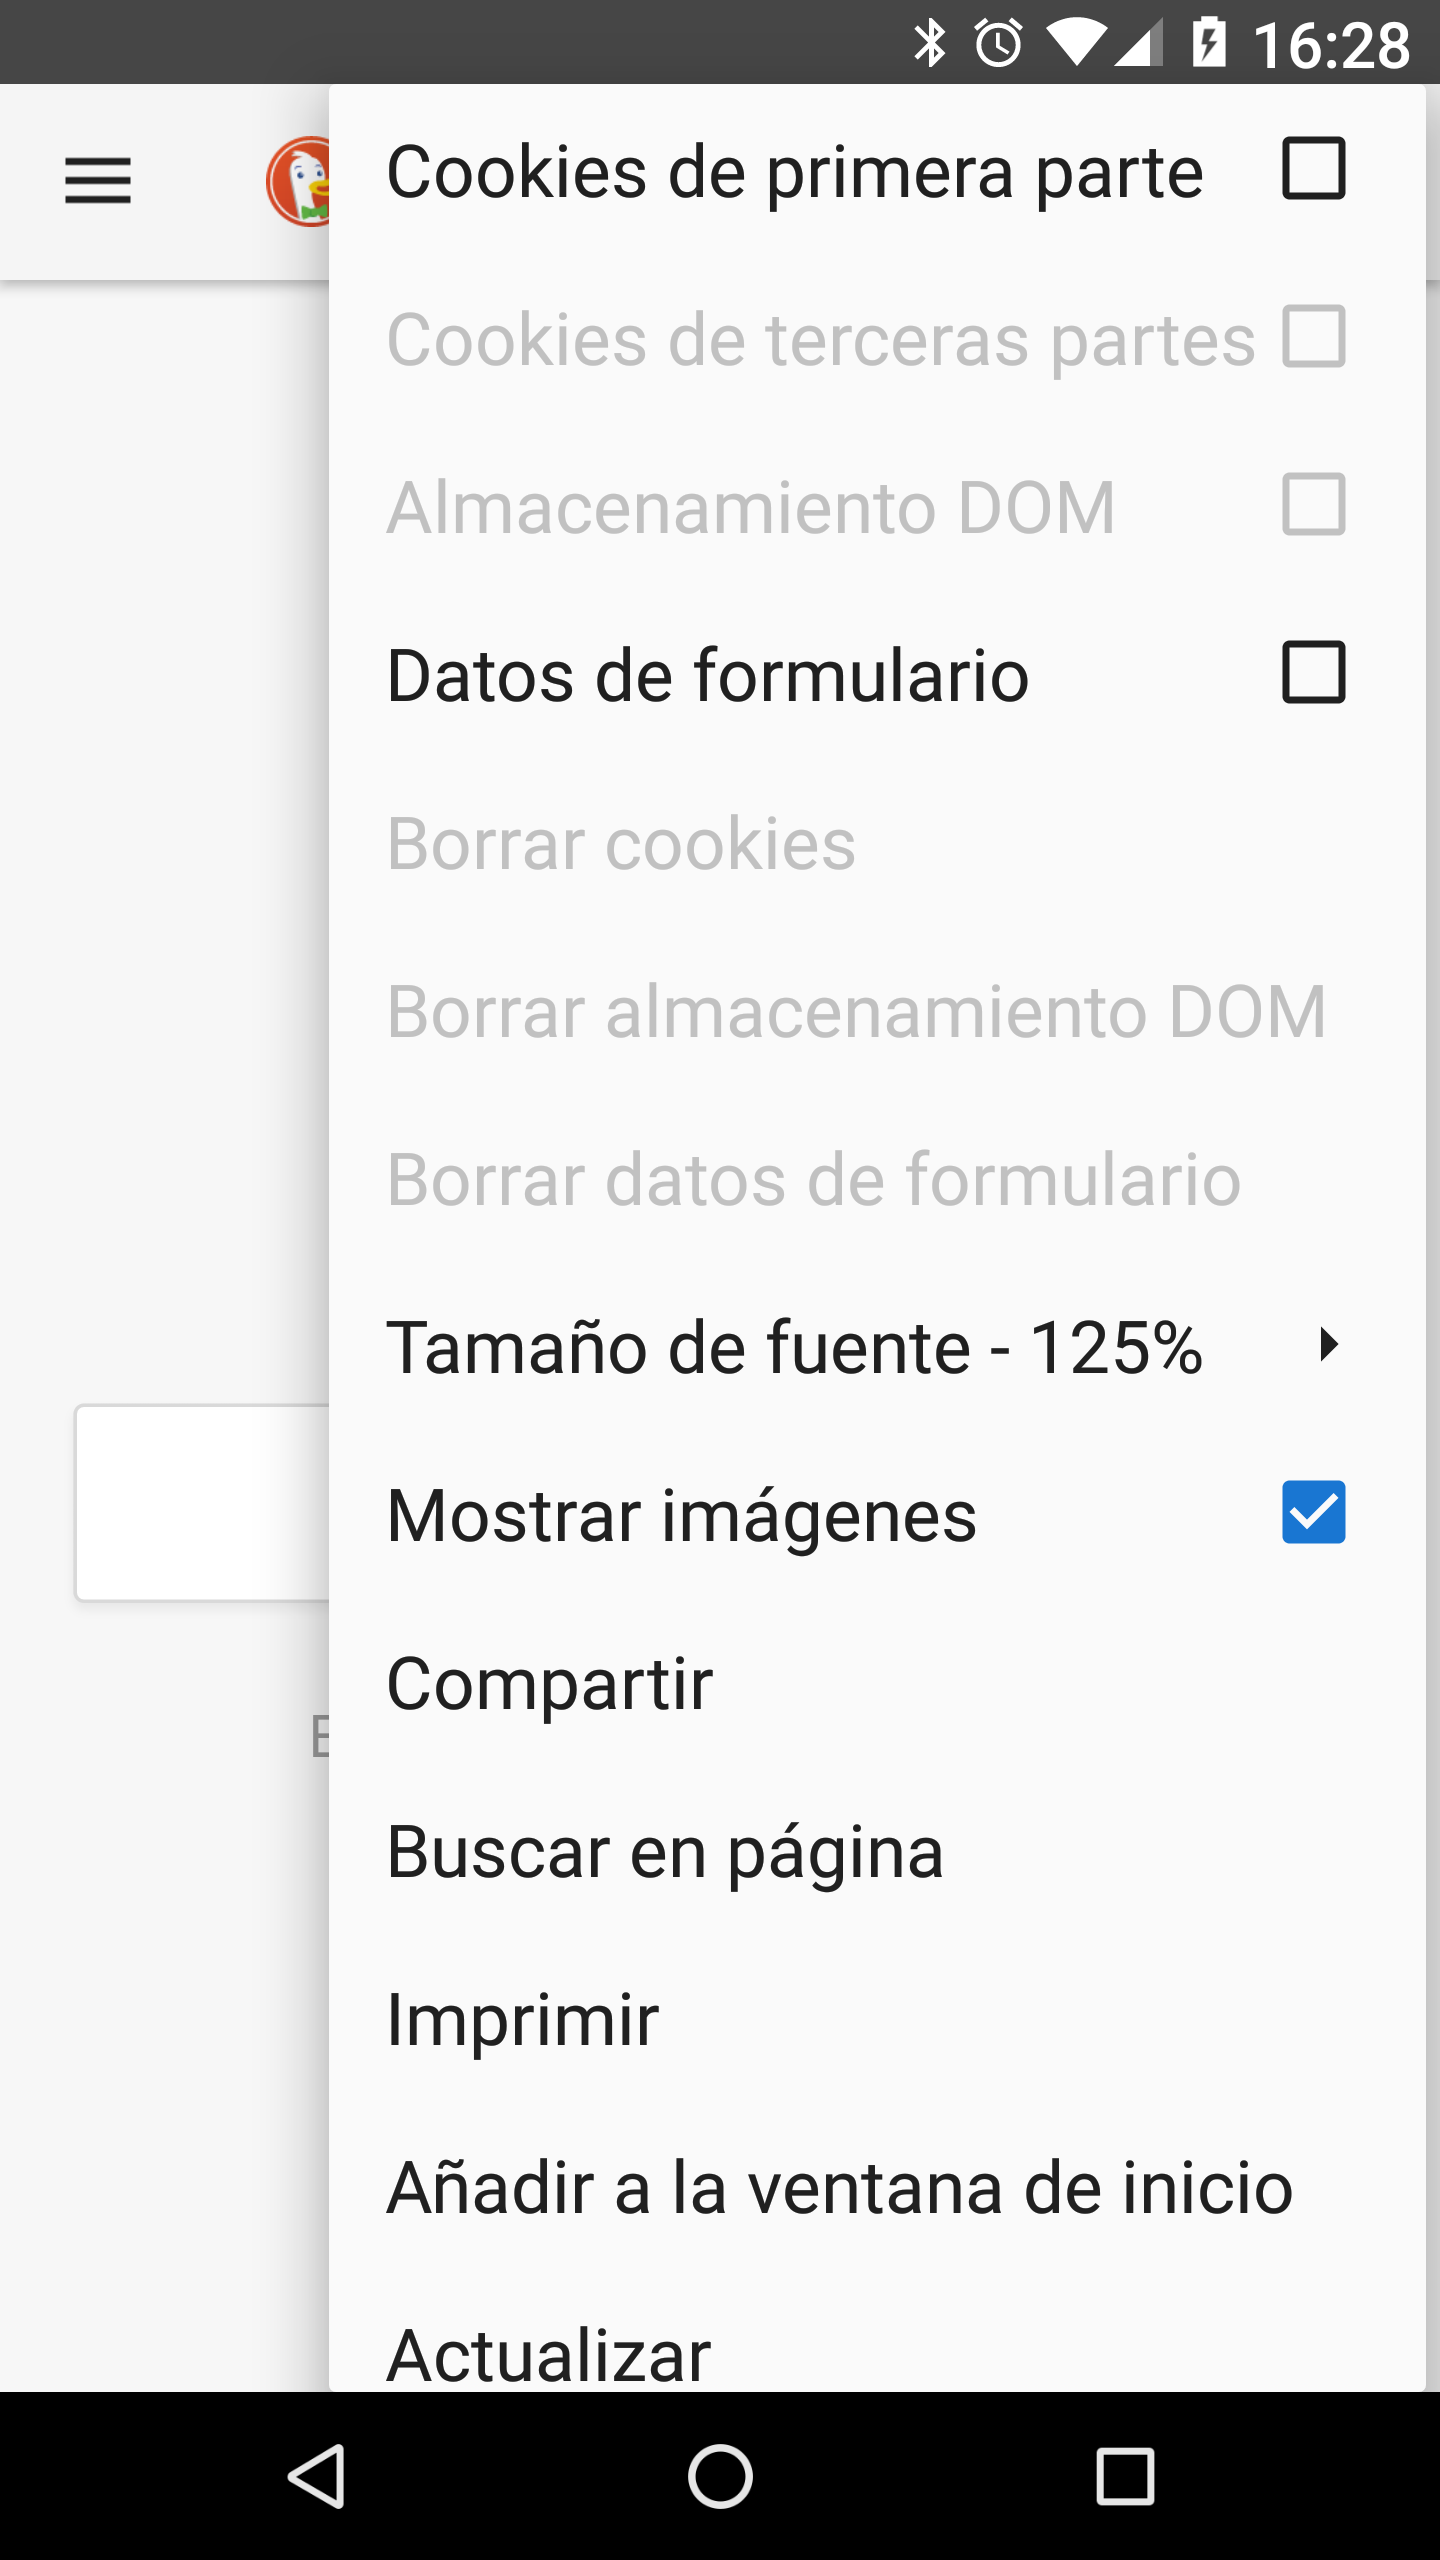 16:28
Cookies de primera parte
Cookies de terceras partes
Almacenamiento DOM
Datos de formulario
Borrar cookies
Borrar almacenamiento DOM
Borrar datos de formulario
Tamaño de fuente - 125%
Mostrar imágenes
Compartir
Buscar en página
Imprimir
Añadir a la ventana de inicio
Actualizar